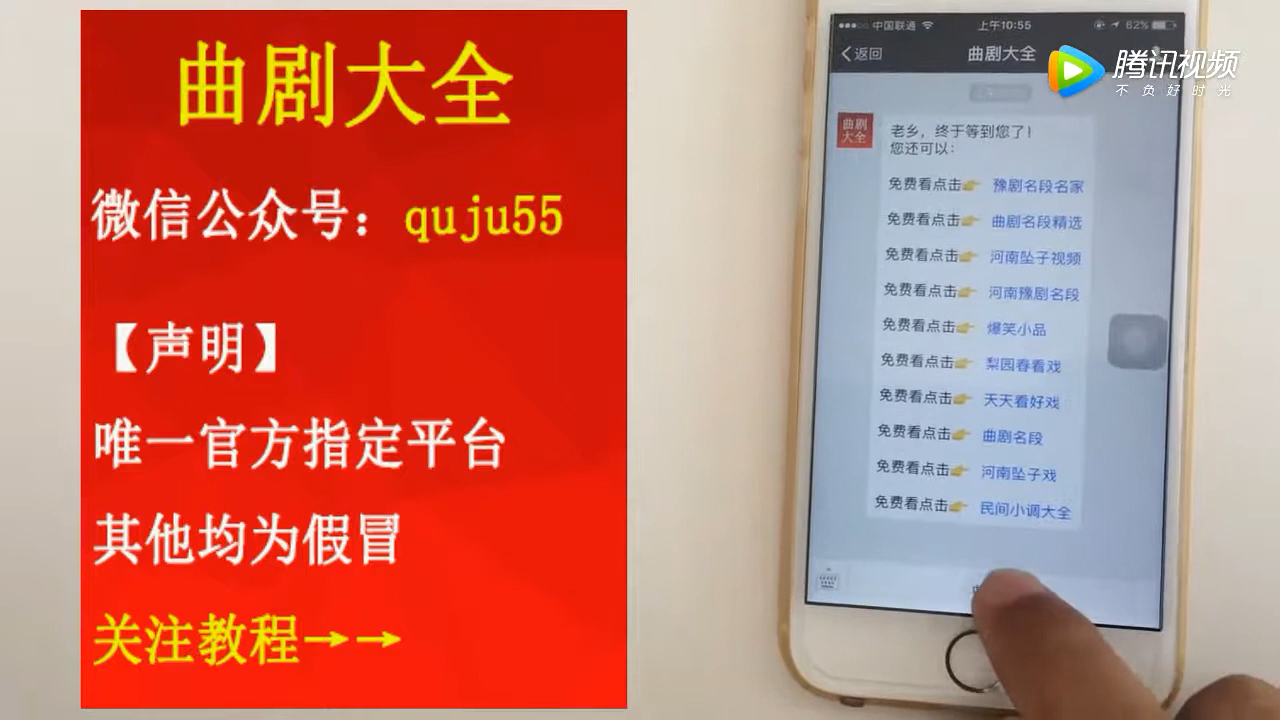 曲剧大全
微信公众号：quju55
【声明】
唯一官方指定平台
其他均为假冒
关注教程→→
中国联通
上午10:55
62%
返回
曲剧大全
腾讯视频
不负好时光
曲剧
大全
老乡，终于等到您了！
您还可以：
免费看点击👉 豫剧名段名家
免费看点击👉 曲剧名段精选
免费看点击👉 河南坠子视频
免费看点击👉 河南豫剧名段
免费看点击👉 爆笑小品
免费看点击👉 梨园春看戏
免费看点击👉 天天看好戏
免费看点击👉 曲剧名段
免费看点击👉 河南坠子戏
免费看点击👉 民间小调大全